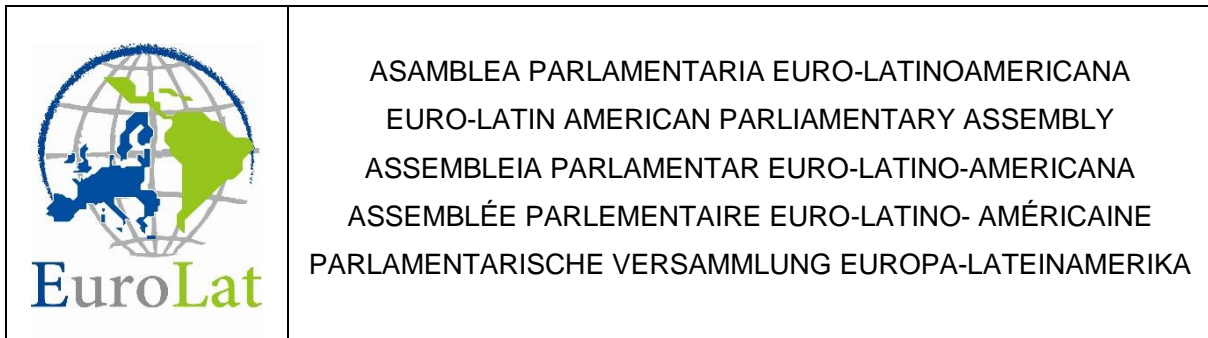 EuroLat
ASAMBLEA PARLAMENTARIA EURO-LATINOAMERICANA
EURO-LATIN AMERICAN PARLIAMENTARY ASSEMBLY
ASSEMBLEIA PARLAMENTAR EURO-LATINO-AMERICANA
ASSEMBLÉE PARLEMENTAIRE EURO-LATINO- AMÉRICAINE
PARLAMENTARISCHE VERSAMMLUNG EUROPA-LATEINAMERIKA